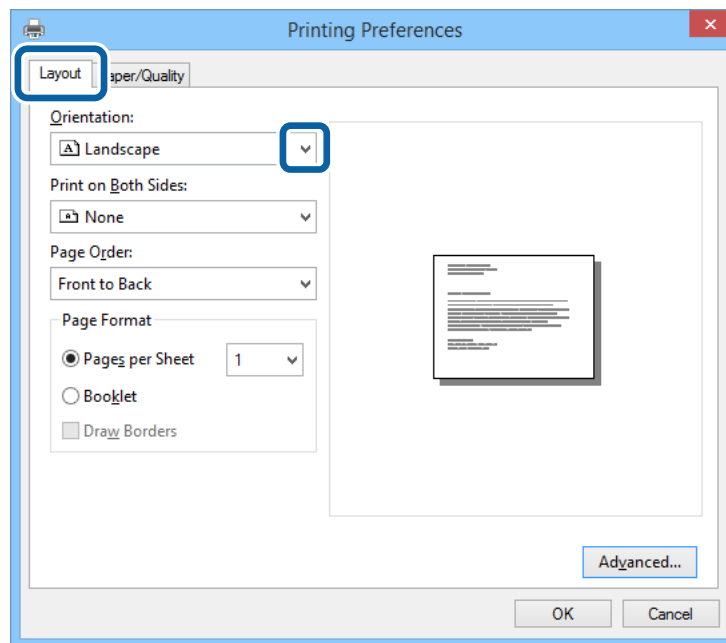 Printing Preferences
Layout
aper/Quality
Orientation:
Landscape
Print on Both Sides:
None
Page Order:
Front to Back
Page Format
Pages per Sheet 1
Booklet
Draw Borders
Advanced...
OK Cancel